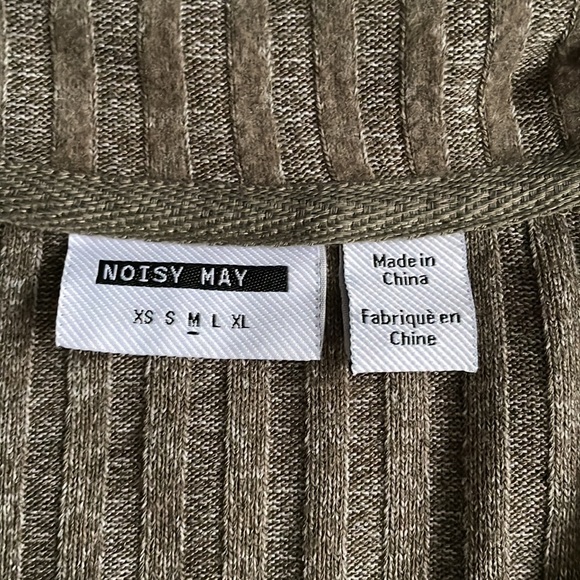 NOISY MAY
XS S M L XL
Made in
China
Fabriquè en
Chine